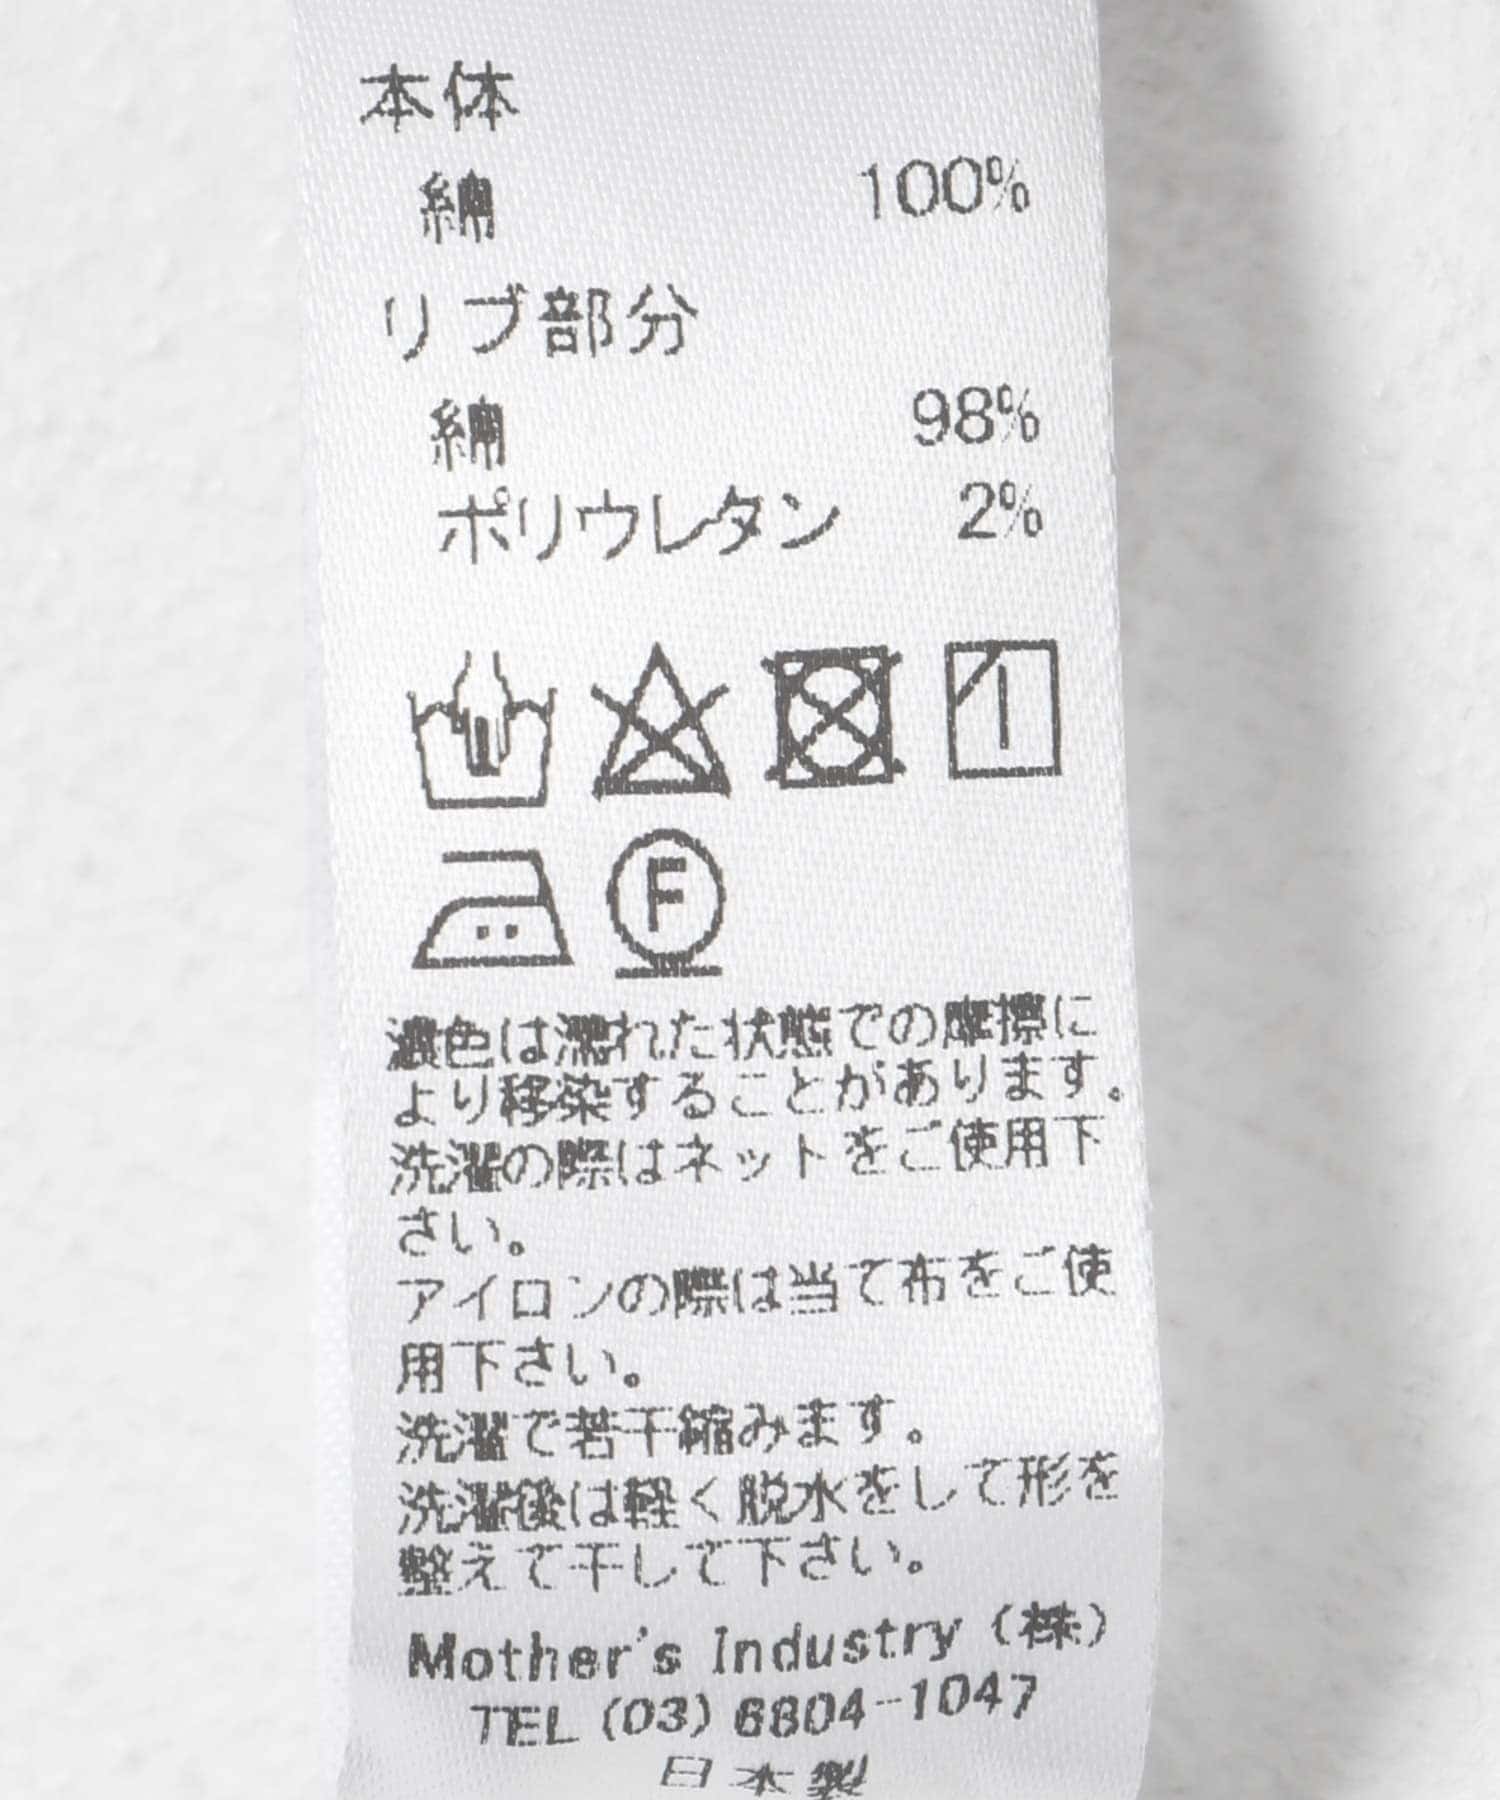 本体
綿 100%
リブ部分
綿 98%
ポリウレタン 2%
F
濃色は濡れた状態での摩擦に
より移染することがあります。
洗濯の際はネットをご使用下
さい。
アイロンの際は当て布をご使
用下さい。
洗濯で若干縮みます。
洗濯後は軽く脱水をして形を
整えて干して下さい。
Mother's Industry (株)
TEL (03) 6804-1047
日本製